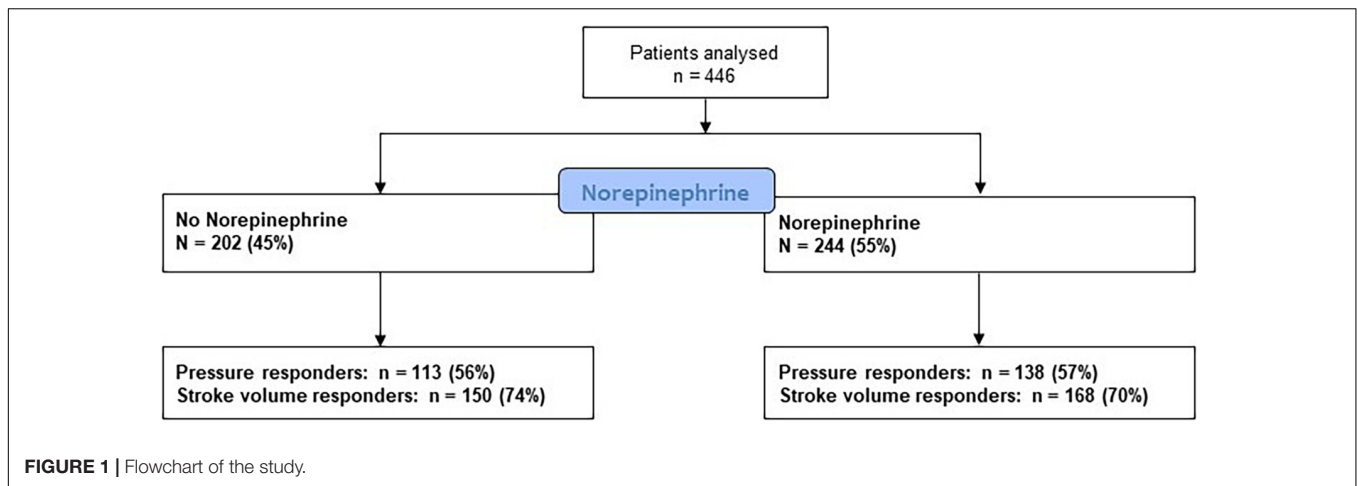 Patients analysed
n = 446
Norepinephrine
No Norepinephrine
N = 202 (45%)
Norepinephrine
N = 244 (55%)
Pressure responders: n = 113 (56%)
Stroke volume responders: n = 150 (74%)
Pressure responders: n = 138 (57%)
Stroke volume responders: n = 168 (70%)
FIGURE 1 | Flowchart of the study.